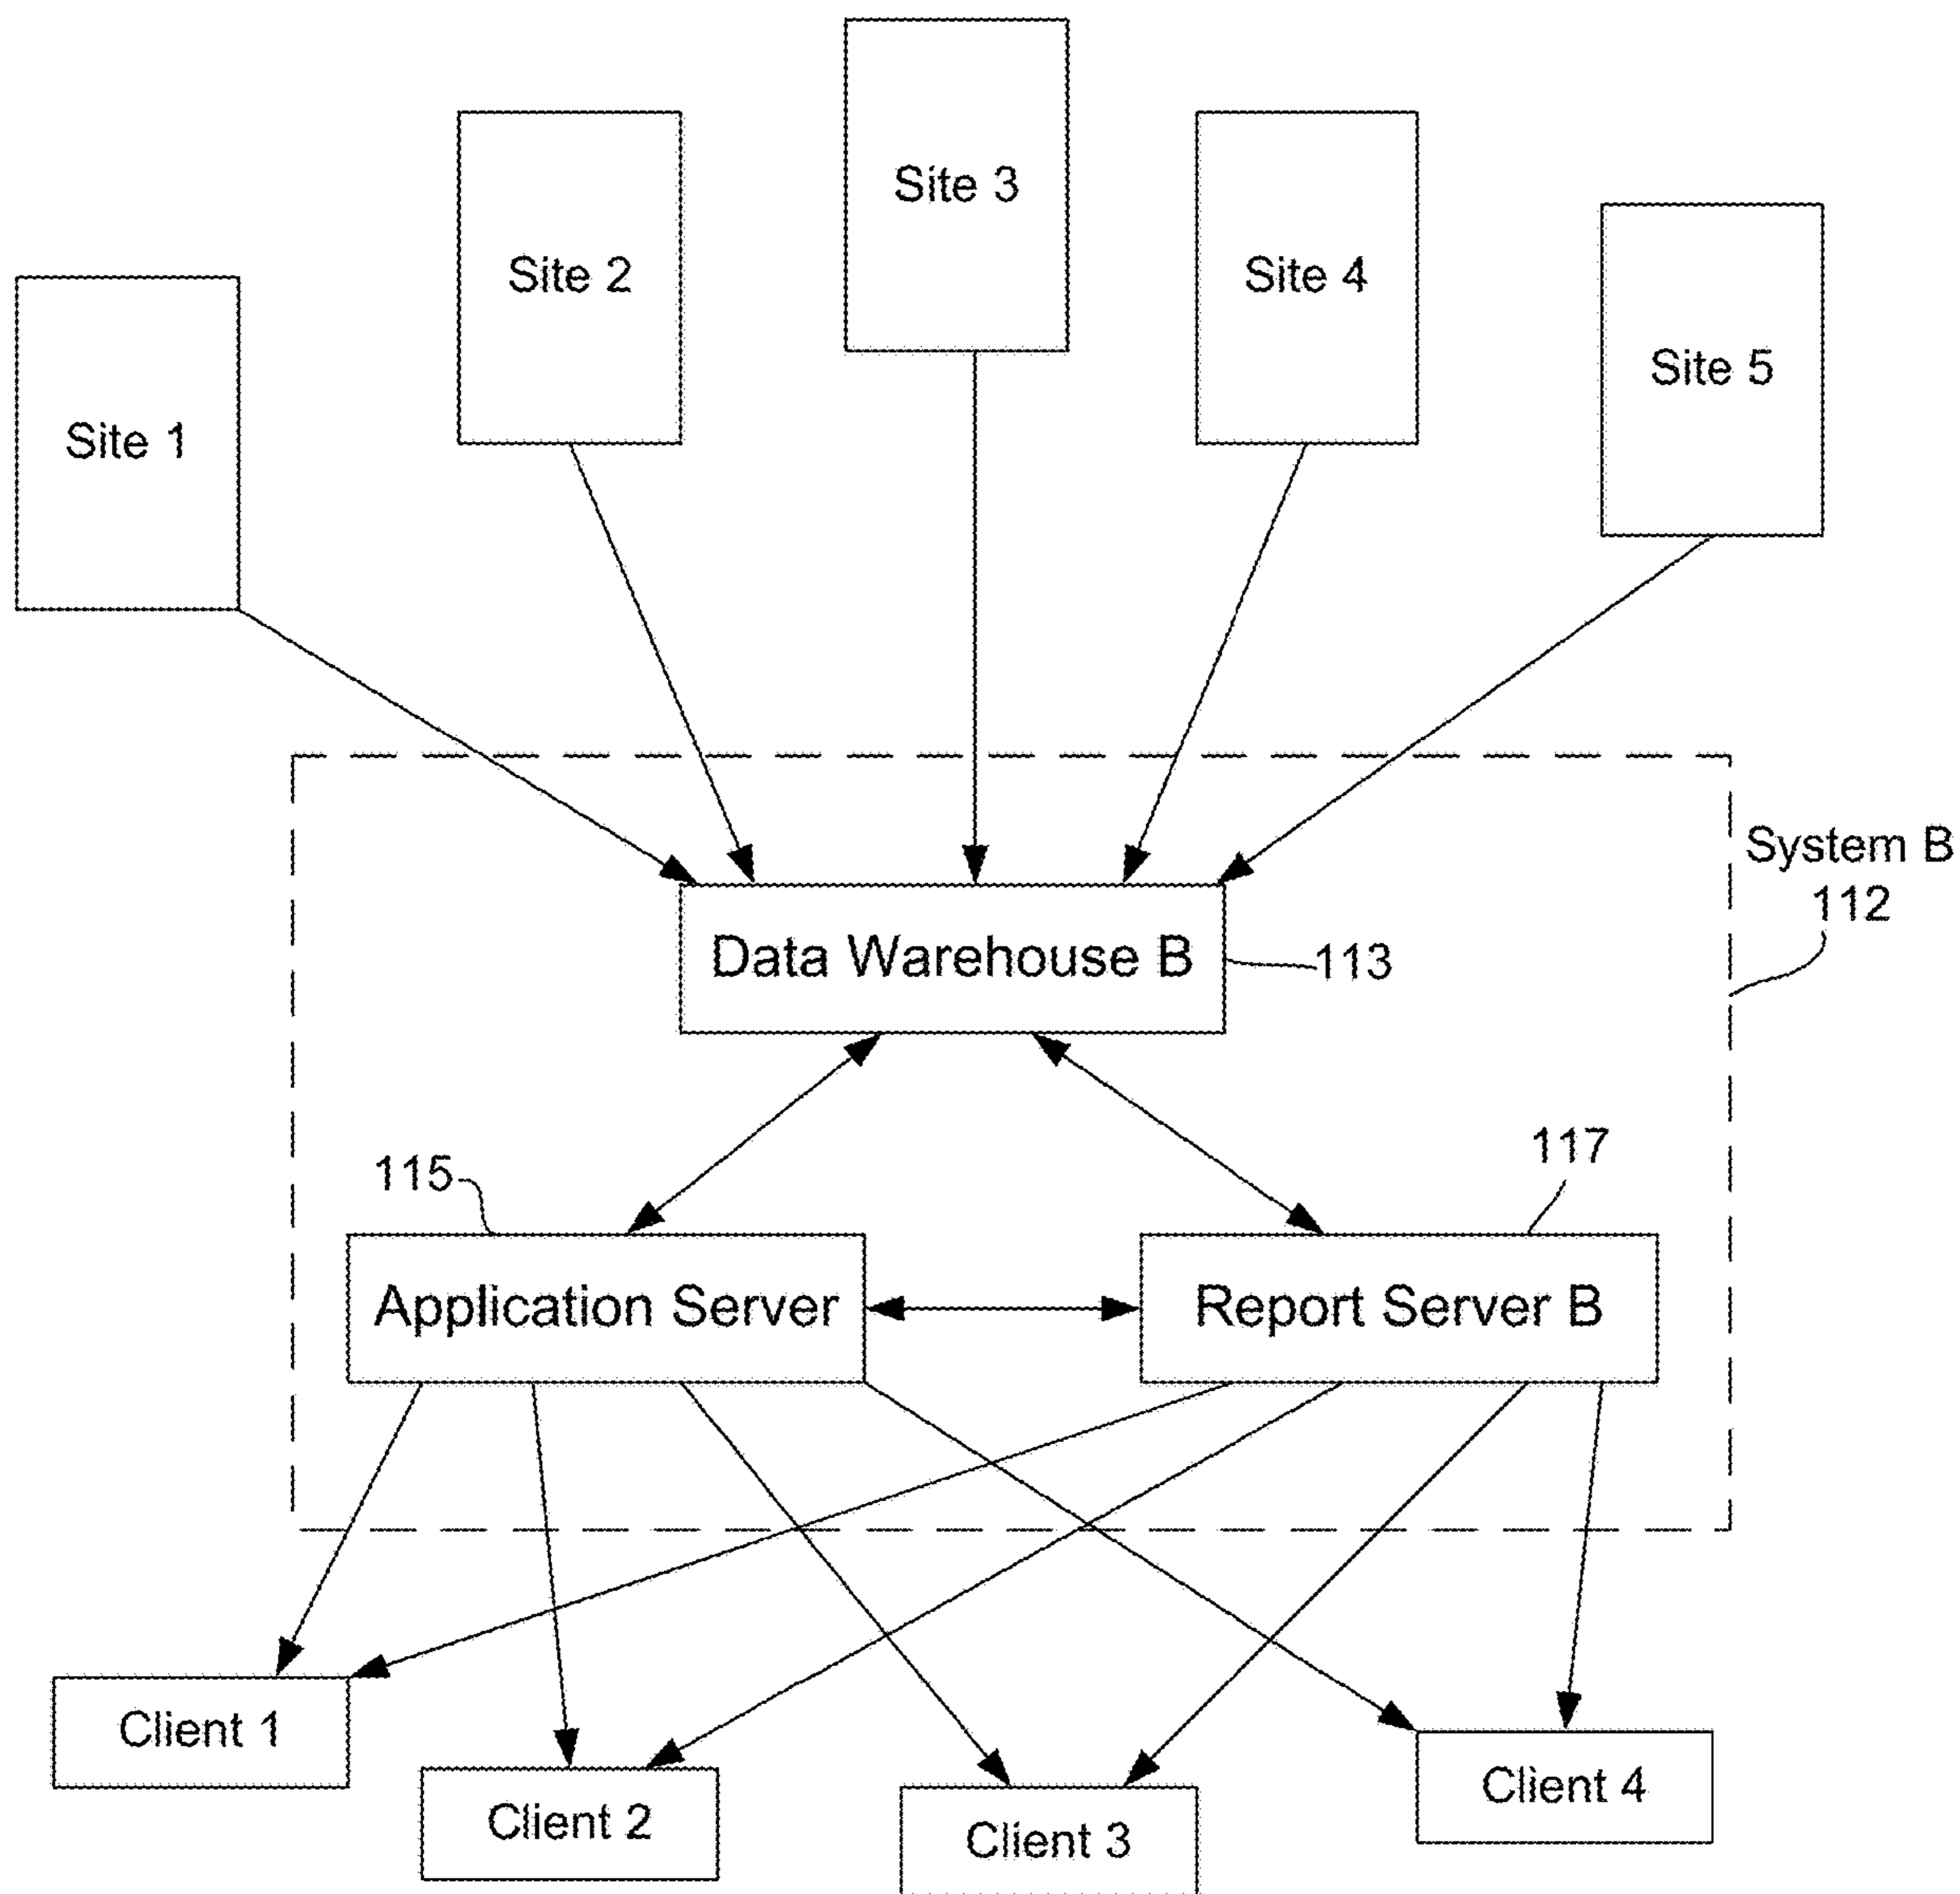 Site 3
Site 2
Site 4
Site 5
Site 1
System B
112
Data Warehouse B
113
115
117
Application Server
Report Server B
Client 1
Client 2
Client 3
Client 4